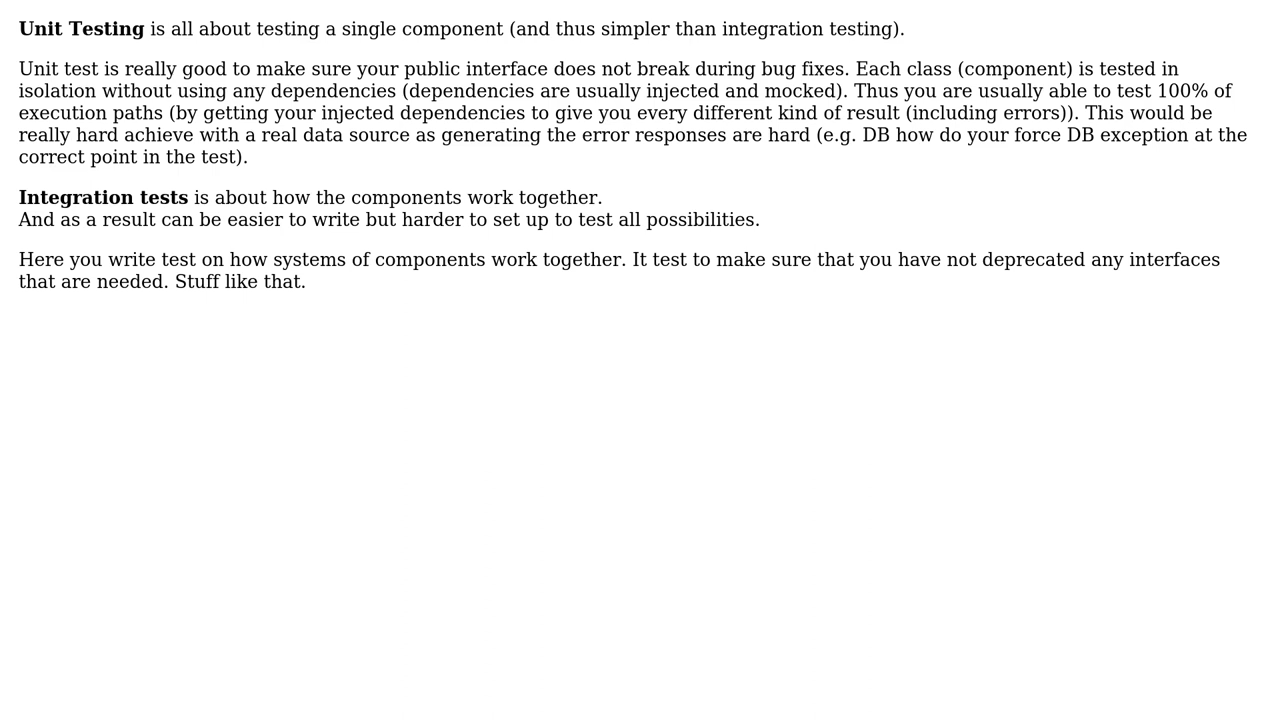 Unit Testing is all about testing a single component (and thus simpler than integration testing).
Unit test is really good to make sure your public interface does not break during bug fixes. Each class (component) is tested in
isolation without using any dependencies (dependencies are usually injected and mocked). Thus you are usually able to test 100% of
execution paths (by getting your injected dependencies to give you every different kind of result (including errors)). This would be
really hard achieve with a real data source as generating the error responses are hard (e.g. DB how do your force DB exception at the
correct point in the test).
Integration tests is about how the components work together.
And as a result can be easier to write but harder to set up to test all possibilities.
Here you write test on how systems of components work together. It test to make sure that you have not deprecated any interfaces
that are needed. Stuff like that.